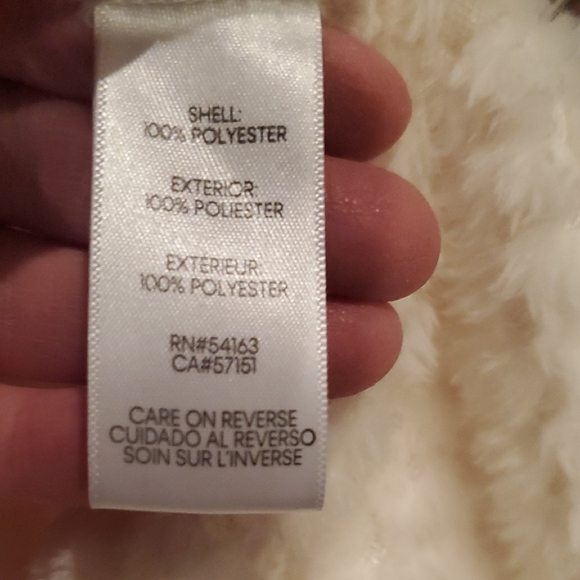 SHELL:
100% POLYESTER
EXTERIOR:
100% POLIESTER
EXTERIEUR:
100% POLYESTER
RN#54163
CA#57151
CARE ON REVERSE
CUIDADO AL REVERSO
SOIN SUR L'INVERSE